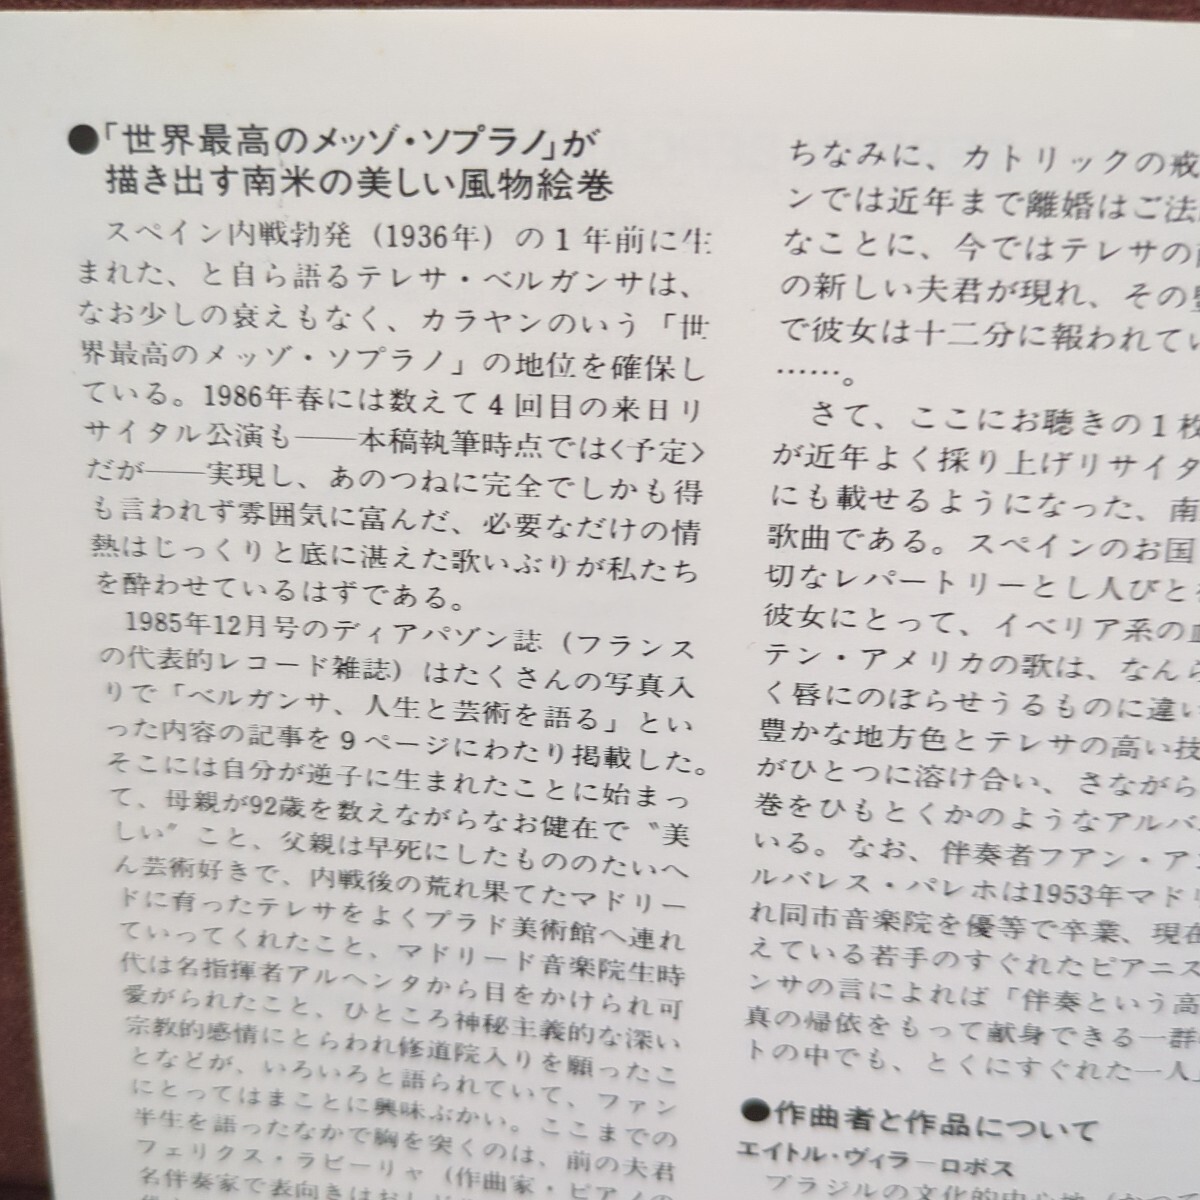 ●「世界最高のメッゾ・ソプラノ」が
描き出す南米の美しい風物絵巻
スペイン内戦勃発（1936年）の1年前に生
まれた、と自ら語るテレサ・ベルガンサは、
なお少しの衰えもなく、カラヤンのいう「世
界最高のメッゾ・ソプラノ」の地位を確保し
ている。1986年春には数えて4回目の来日リ
サイタル公演も──本稿執筆時点では〈予定〉
だが──実現し、あのつねに完全でしかも得
も言われず雰囲気に富んだ、必要なだけの情
熱はじっくりと底に湛えた歌いぶりが私たち
を酔わせているはずである。
1985年12月号のディアパゾン誌（フランス
の代表的レコード雑誌）はたくさんの写真入
りで「ベルガンサ、人生と芸術を語る」とい
った内容の記事を9ページにわたり掲載した。
そこには自分が逆子に生まれたことに始まっ
て、母親が92歳を数えながらなお健在で〝美
しい〟こと、父親は早死にしたもののたいへ
ん芸術好きで、内戦後の荒れ果てたマドリー
ドに育ったテレサをよくプラド美術館へ連れ
ていってくれたこと、マドリード音楽院生時
代は名指揮者アルヘンタから目をかけられ可
愛がられたこと、ひところ神秘主義的な深い
宗教的感情にとらわれ修道院入りを願ったこ
となどが、いろいろと語られていて、ファン
にとってはまことに興味ぶかい。ここまでの
半生を語ったなかで胸を突くのは、前の夫君
フェリクス・ラビーリャ（作曲家・ピアノの
名伴奏家で表向きはおし
ちなみに、カトリックの戒
ンでは近年まで離婚はご法
なことに、今ではテレサの
の新しい夫君が現れ、その
で彼女は十二分に報われてい
……。
さて、ここにお聴きの1枚
が近年よく採り上げリサイタ
にも載せるようになった、南
歌曲である。スペインのお国
切なレパートリーとし人びと
彼女にとって、イベリア系の血
テン・アメリカの歌は、なんら
く唇にのぼらせうるものに違い
豊かな地方色とテレサの高い技
がひとつに溶け合い、さながら
巻をひもとくかのようなアルバ
いる。なお、伴奏者フアン・アン
ルバレス・パレホは1953年マドリ
れ同市音楽院を優等で卒業、現在
えている若手のすぐれたピアニス
ンサの言によれば「伴奏という高
真の帰依をもって献身できる一群
トの中でも、とくにすぐれた一人
●作曲者と作品について
エイトル・ヴィラ＝ロボス
ブラジルの文化的中心地